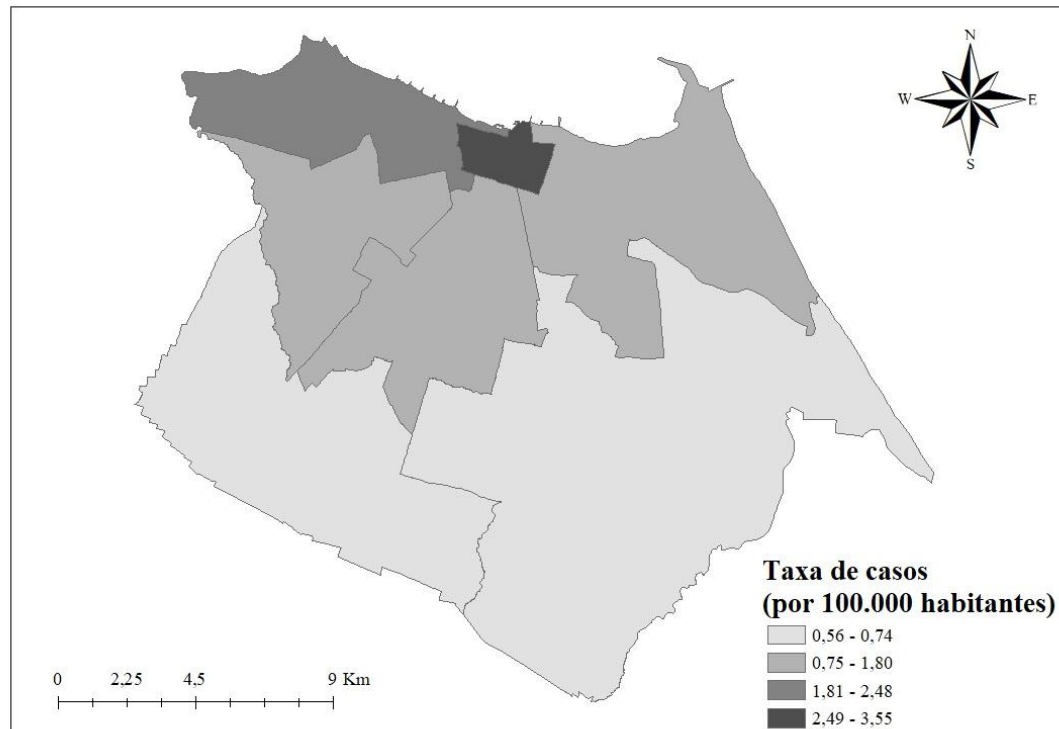 N
W E
S
Taxa de casos
(por 100.000 habitantes)
0,56 - 0,74
0,75 - 1,80
1,81 - 2,48
2,49 - 3,55
0 2,25 4,5 9 Km